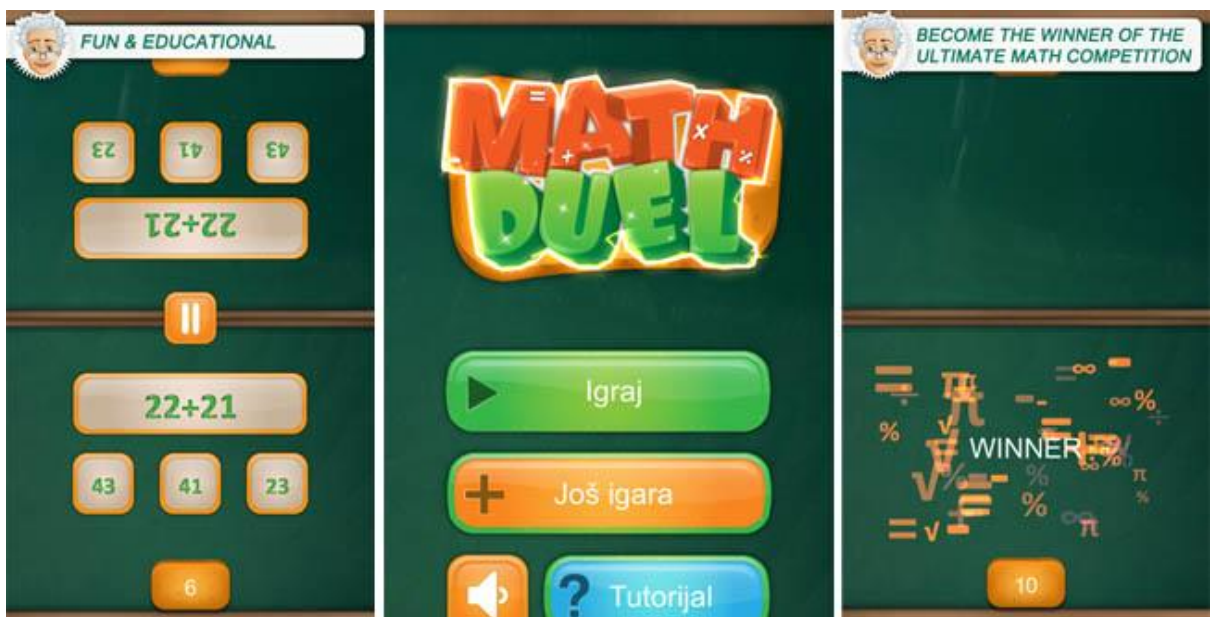 FUN & EDUCATIONAL
23 41 43
22+21
22+21
43 41 23
6
MATH
DUEL
Igraj
Još igara
Tutorijal
BECOME THE WINNER OF THE
ULTIMATE MATH COMPETITION
WINNER
10